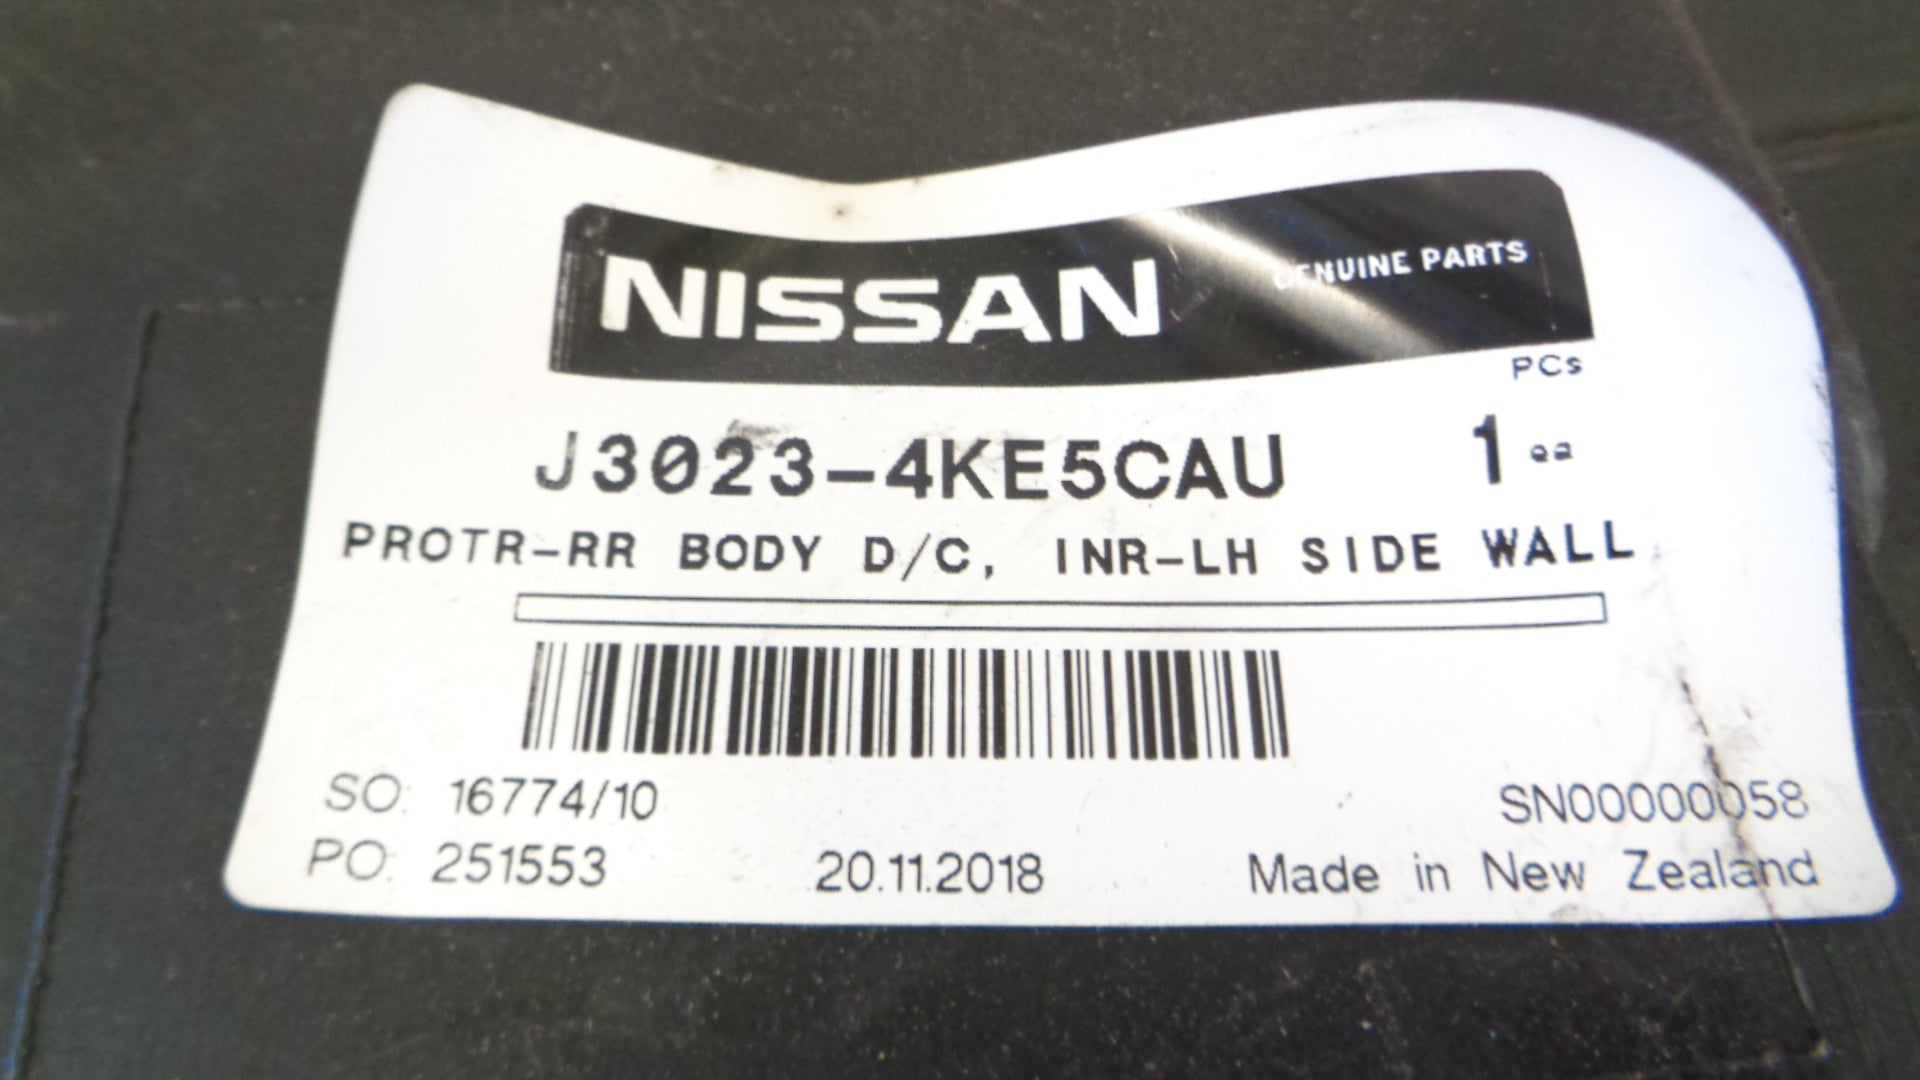 NISSAN GENUINE PARTS
PCs
J3023-4KE5CAU 1 ea
PROTR-RR BODY D/C, INR-LH SIDE WALL
SO: 16774/10 SN00000058
PO: 251553 20.11.2018 Made in New Zealand